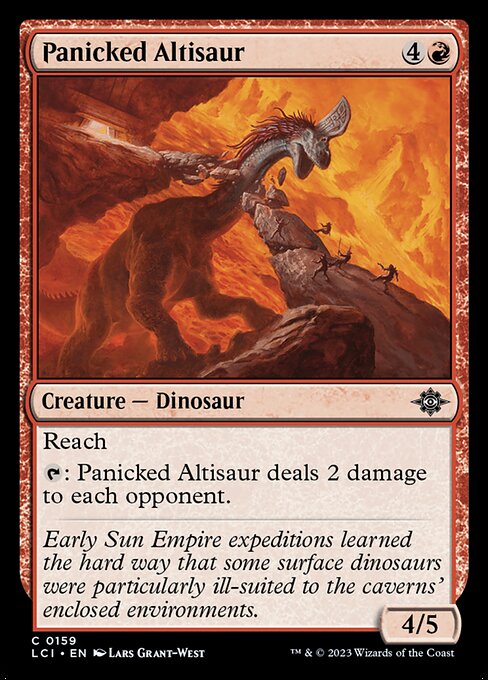 Panicked Altisaur 4
Creature — Dinosaur
Reach
: Panicked Altisaur deals 2 damage
to each opponent.
Early Sun Empire expeditions learned
the hard way that some surface dinosaurs
were particularly ill-suited to the caverns’
enclosed environments.
4/5
C 0159
LCI • EN Lars Grant-West ™ & © 2023 Wizards of the Coast